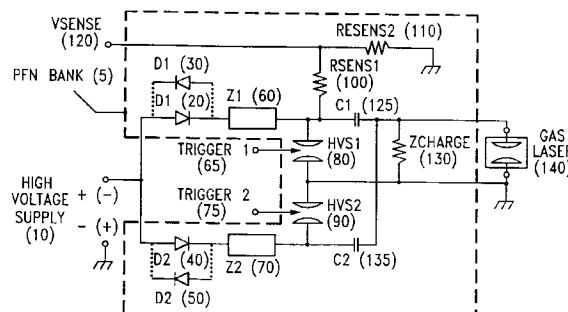 VSENSE
(120)
RESENS2 (110)
D1 (30)
RSENS1
(100)
PFN BANK (5)
D1 (20)
Z1 (60)
C1 (125)
TRIGGER 1
(65)
HVS1
(80)
ZCHARGE
(130)
GAS
LASER
(140)
HIGH
VOLTAGE
SUPPLY
(10)
+ (-)
- (+)
TRIGGER 2
(75)
HVS2
(90)
D2 (40)
Z2 (70)
C2 (135)
D2 (50)